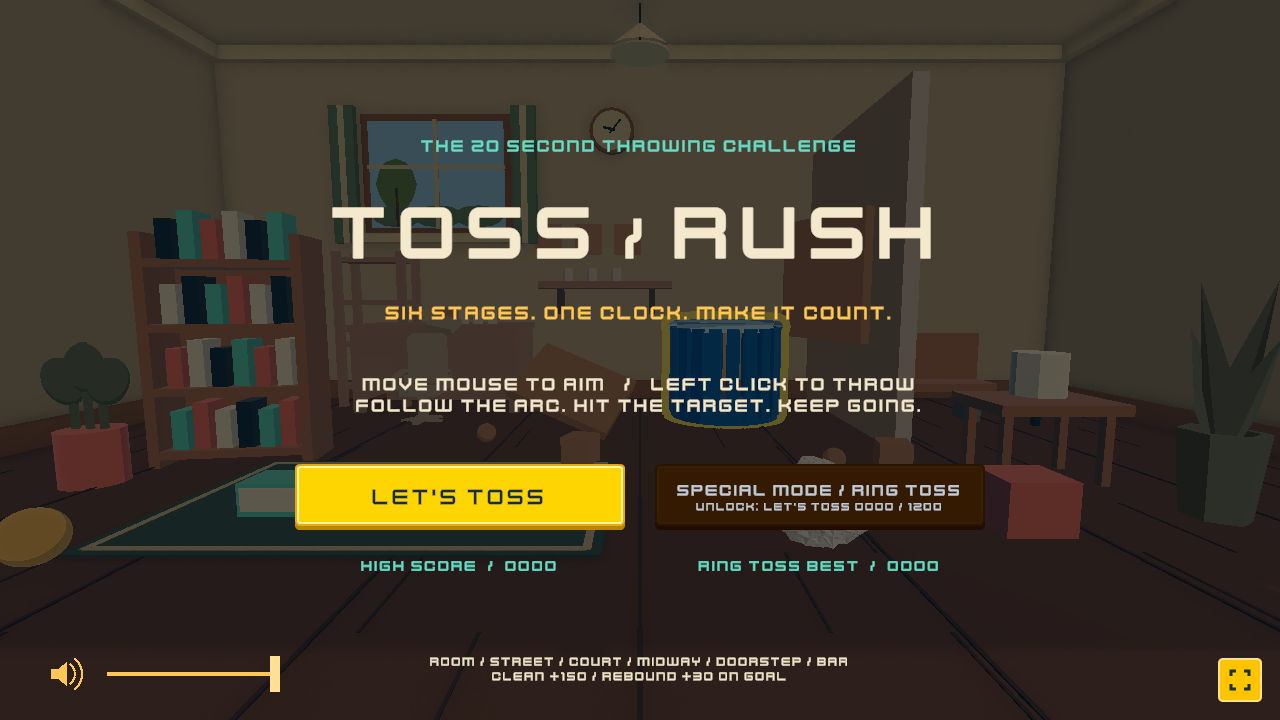 THE 20 SECOND THROWING CHALLENGE
TOSS / RUSH
SIX STAGES. ONE CLOCK. MAKE IT COUNT.
MOVE MOUSE TO AIM / LEFT CLICK TO THROW
FOLLOW THE ARC. HIT THE TARGET. KEEP GOING.
LET'S TOSS
SPECIAL MODE / RING TOSS
UNLOCK: LET'S TOSS 0000 / 1200
HIGH SCORE / 0000
RING TOSS BEST / 0000
ROOM / STREET / COURT / MIDWAY / DOORSTEP / BAR
CLEAN +150 / REBOUND +30 ON GOAL